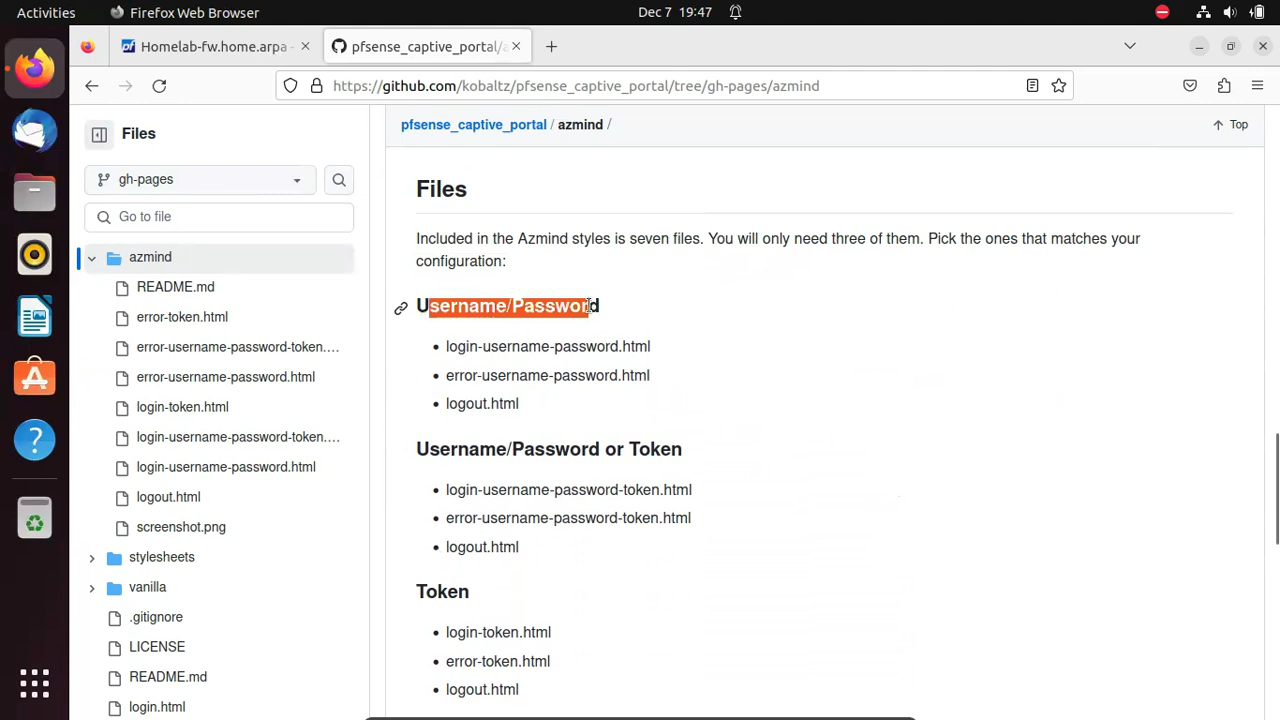 Activities
Firefox Web Browser
Dec 7 19:47
Homelab-fw.home.arpa -
pfsense_captive_portal/a
https://github.com/kobaltz/pfsense_captive_portal/tree/gh-pages/azmind
Files
gh-pages
Go to file
azmind
README.md
error-token.html
error-username-password-token....
error-username-password.html
login-token.html
login-username-password-token....
login-username-password.html
logout.html
screenshot.png
stylesheets
vanilla
.gitignore
LICENSE
README.md
login.html
pfsense_captive_portal / azmind /
Top
Files
Included in the Azmind styles is seven files. You will only need three of them. Pick the ones that matches your
configuration:
Username/Password
login-username-password.html
error-username-password.html
logout.html
Username/Password or Token
login-username-password-token.html
error-username-password-token.html
logout.html
Token
login-token.html
error-token.html
logout.html